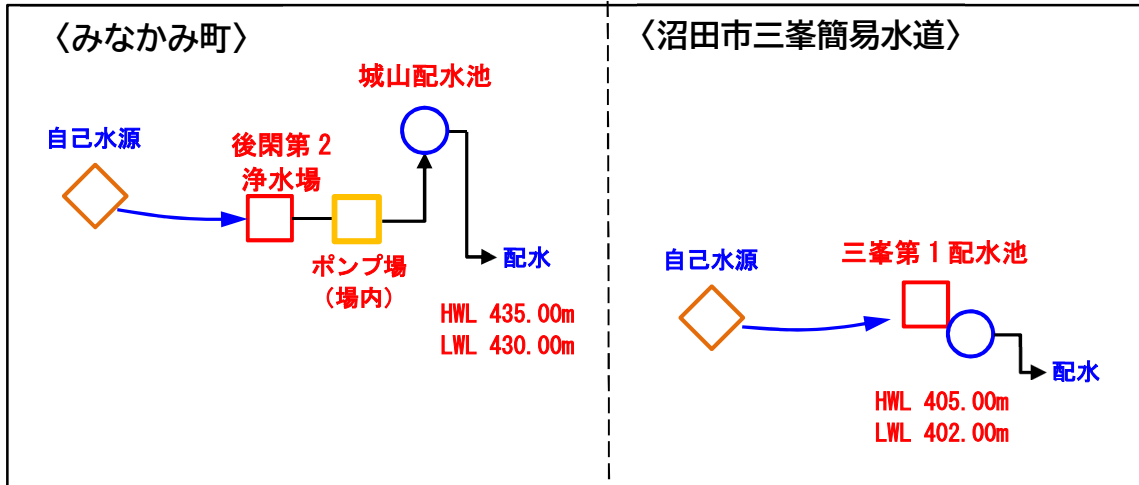 〈みなかみ町〉
城山配水池
自己水源
後閑第2
浄水場
ポンプ場
(場内)
配水
HWL 435.00m
LWL 430.00m
〈沼田市三峯簡易水道〉
自己水源
三峯第1配水池
配水
HWL 405.00m
LWL 402.00m